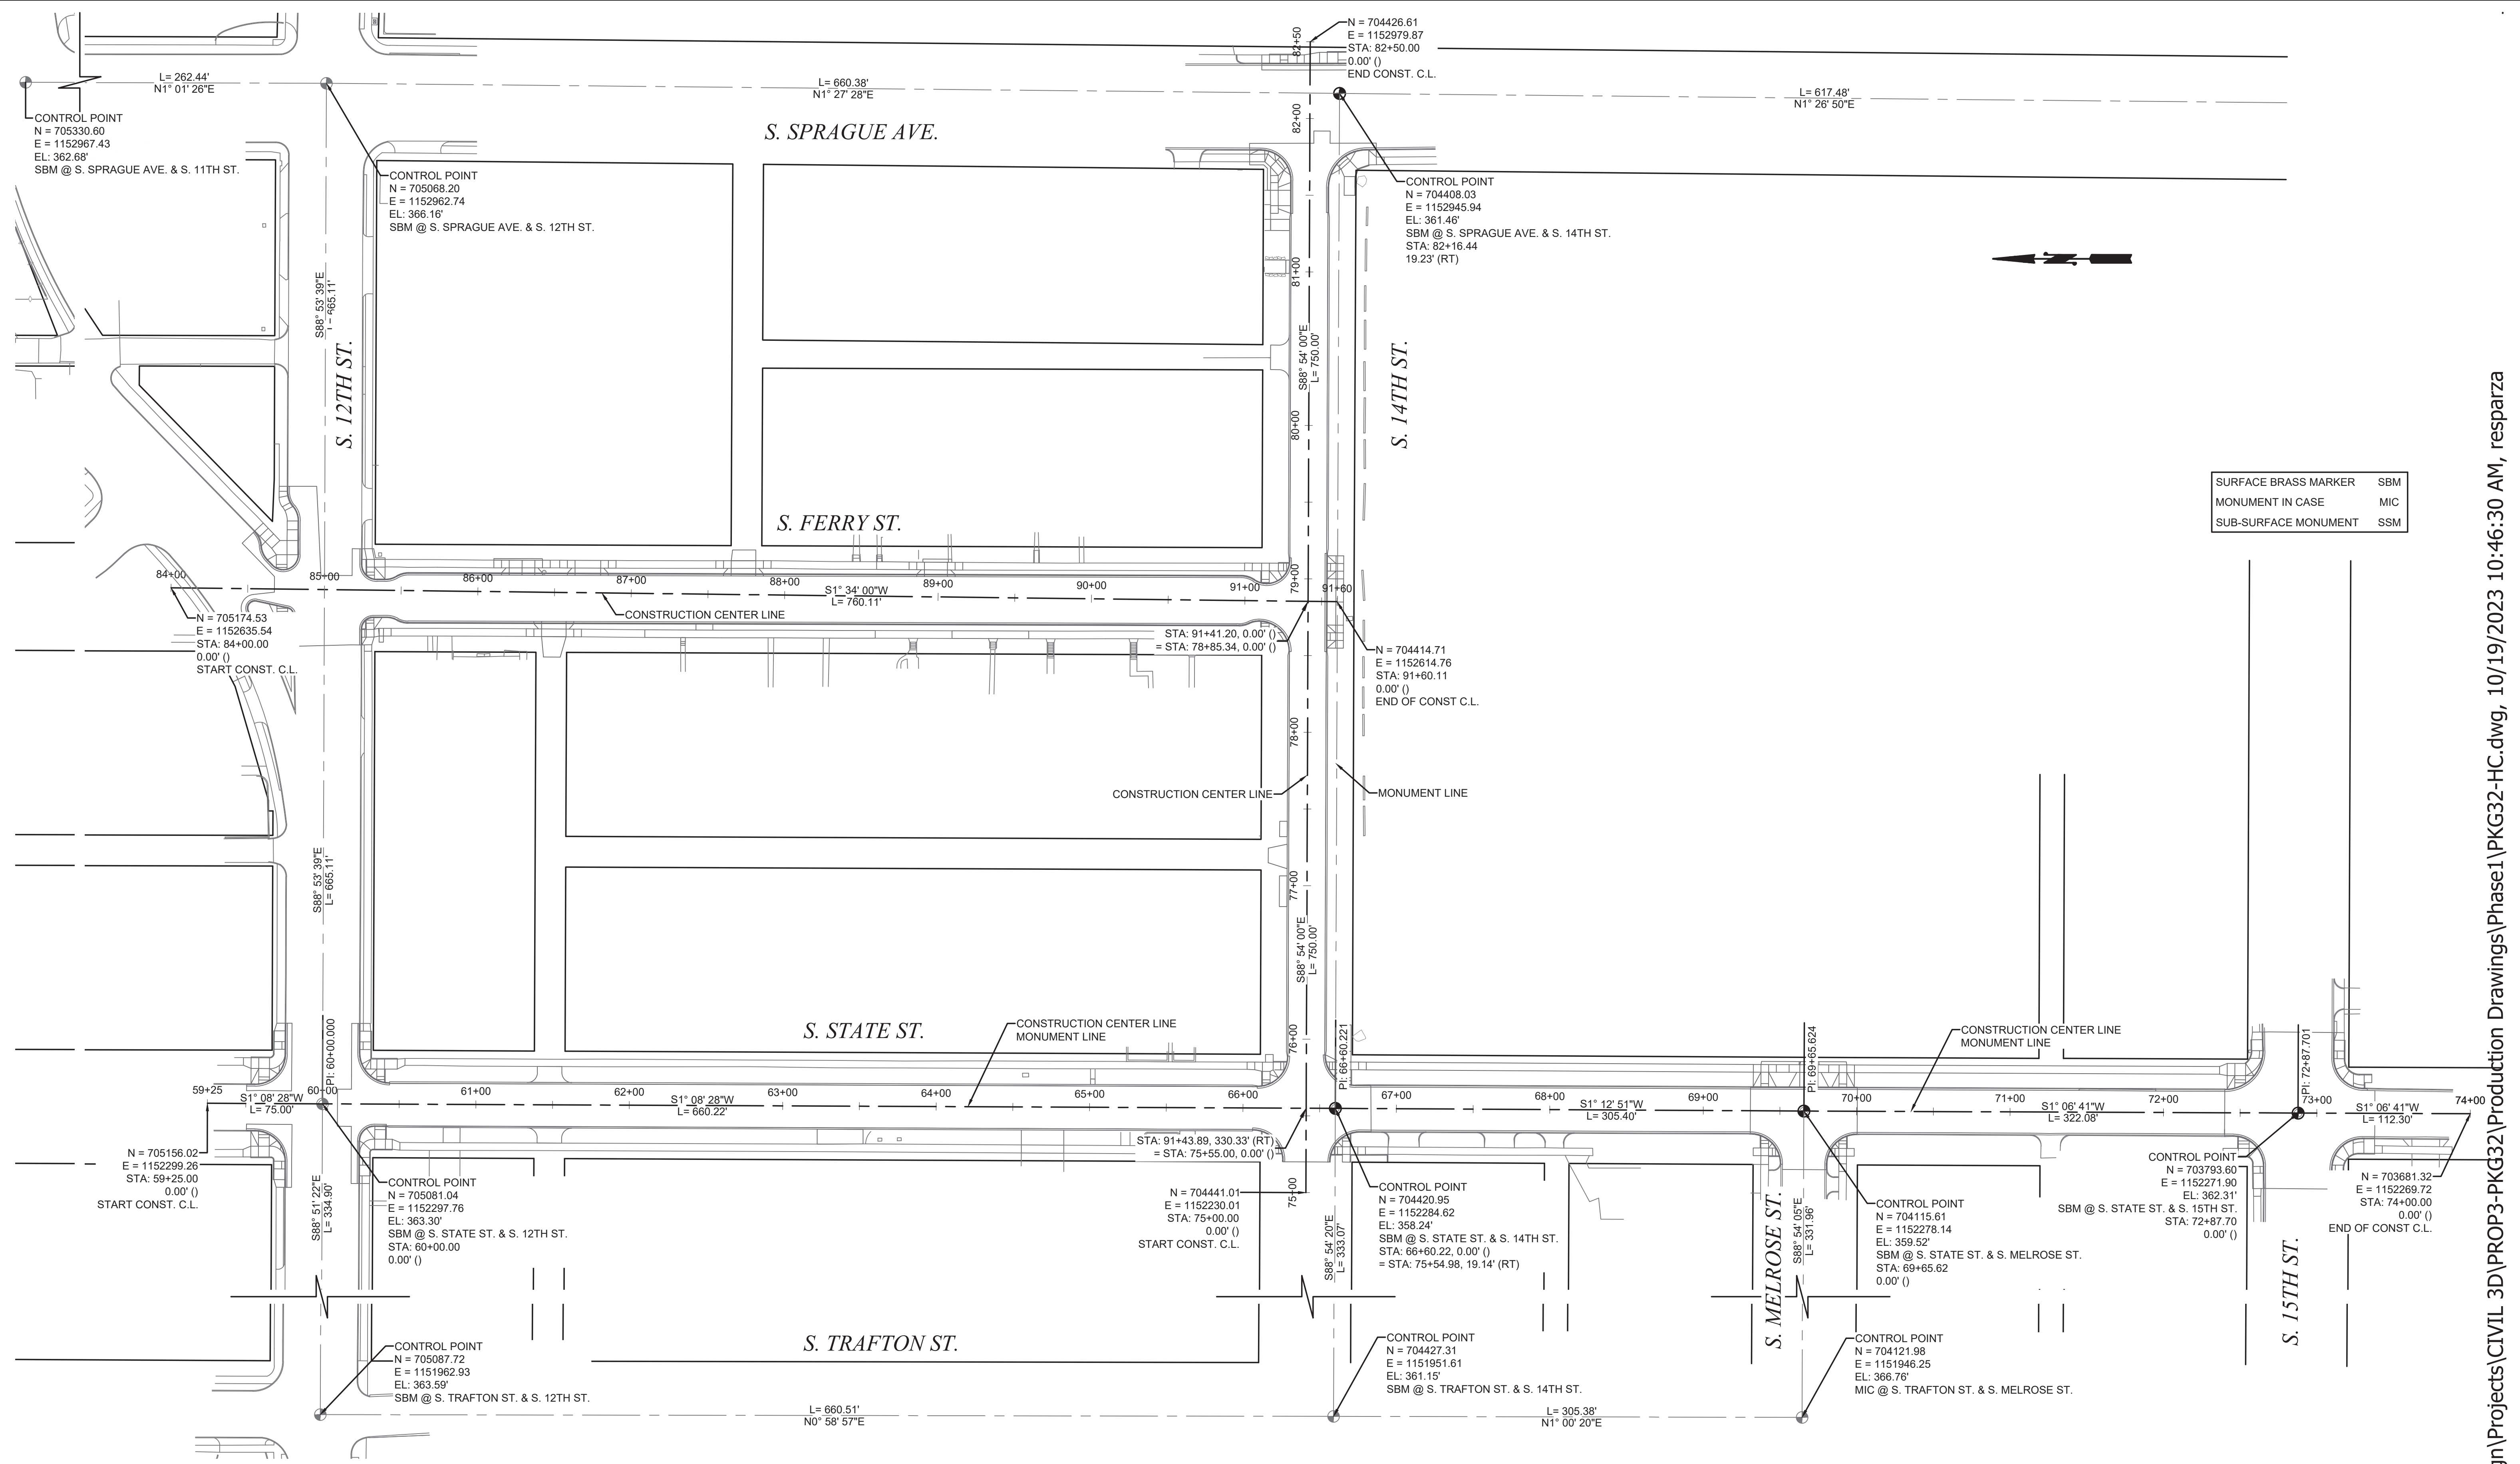 N = 704426.61
E = 1152979.87
STA: 82+50.00
0.00' ()
END CONST. C.L.
82+50
L= 262.44'
N1° 01' 26"E
L= 660.38'
N1° 27' 28"E
L= 617.48'
N1° 26' 50"E
CONTROL POINT
N = 705330.60
E = 1152967.43
EL: 362.68'
SBM @ S. SPRAGUE AVE. & S. 11TH ST.
S. SPRAGUE AVE.
82+00
CONTROL POINT
N = 705068.20
E = 1152962.74
EL: 366.16'
SBM @ S. SPRAGUE AVE. & S. 12TH ST.
CONTROL POINT
N = 704408.03
E = 1152945.94
EL: 361.46'
SBM @ S. SPRAGUE AVE. & S. 14TH ST.
STA: 82+16.44
19.23' (RT)
S88° 53' 39"E
L= 665.11'
S. 12TH ST.
81+00
S88° 54' 00"E
L= 750.00'
S. 14TH ST.
80+00
SURFACE BRASS MARKER SBM
MONUMENT IN CASE MIC
SUB-SURFACE MONUMENT SSM
S. FERRY ST.
84+00
85+00
86+00
87+00
88+00
89+00
90+00
91+00
79+00
91+60
S1° 34' 00"W
L= 760.11'
CONSTRUCTION CENTER LINE
N = 705174.53
E = 1152635.54
STA: 84+00.00
0.00' ()
START CONST. C.L.
STA: 91+41.20, 0.00' ()
= STA: 78+85.34, 0.00' ()
N = 704414.71
E = 1152614.76
STA: 91+60.11
0.00' ()
END OF CONST C.L.
78+00
CONSTRUCTION CENTER LINE
MONUMENT LINE
S88° 53' 39"E
L= 665.11'
77+00
S88° 54' 00"E
L= 750.00'
S. STATE ST.
CONSTRUCTION CENTER LINE
MONUMENT LINE
76+00
CONSTRUCTION CENTER LINE
MONUMENT LINE
PI: 60+00.000
PI: 66+60.221
PI: 69+65.624
PI: 72+87.701
59+25
60+00
61+00
62+00
63+00
64+00
65+00
66+00
67+00
68+00
69+00
70+00
71+00
72+00
73+00
74+00
S1° 08' 28"W
L= 75.00'
S1° 08' 28"W
L= 660.22'
S1° 12' 51"W
L= 305.40'
S1° 06' 41"W
L= 322.08'
S1° 06' 41"W
L= 112.30'
STA: 91+43.89, 330.33' (RT)
= STA: 75+55.00, 0.00' ()
N = 705156.02
E = 1152299.26
STA: 59+25.00
0.00' ()
START CONST. C.L.
S88° 51' 22"E
L= 334.90'
CONTROL POINT
N = 705081.04
E = 1152297.76
EL: 363.30'
SBM @ S. STATE ST. & S. 12TH ST.
STA: 60+00.00
0.00' ()
N = 704441.01
E = 1152230.01
STA: 75+00.00
0.00' ()
START CONST. C.L.
75+00
S88° 54' 20"E
L= 333.07'
CONTROL POINT
N = 704420.95
E = 1152284.62
EL: 358.24'
SBM @ S. STATE ST. & S. 14TH ST.
STA: 66+60.22, 0.00' ()
= STA: 75+54.98, 19.14' (RT)
S. MELROSE ST.
S88° 54' 05"E
L= 331.96'
CONTROL POINT
N = 704115.61
E = 1152278.14
EL: 359.52'
SBM @ S. STATE ST. & S. MELROSE ST.
STA: 69+65.62
0.00' ()
CONTROL POINT
N = 703793.60
E = 1152271.90
EL: 362.31'
SBM @ S. STATE ST. & S. 15TH ST.
STA: 72+87.70
0.00' ()
S. 15TH ST.
N = 703681.32
E = 1152269.72
STA: 74+00.00
0.00' ()
END OF CONST C.L.
S. TRAFTON ST.
CONTROL POINT
N = 705087.72
E = 1151962.93
EL: 363.59'
SBM @ S. TRAFTON ST. & S. 12TH ST.
CONTROL POINT
N = 704427.31
E = 1151951.61
EL: 361.15'
SBM @ S. TRAFTON ST. & S. 14TH ST.
CONTROL POINT
N = 704121.98
E = 1151946.25
EL: 366.76'
MIC @ S. TRAFTON ST. & S. MELROSE ST.
L= 660.51'
N0° 58' 57"E
L= 305.38'
N1° 00' 20"E
gn\Projects\CIVIL 3D\PROP3-PKG32\Production Drawings\Phase1\PKG32-HC.dwg, 10/19/2023 10:46:30 AM, resparza